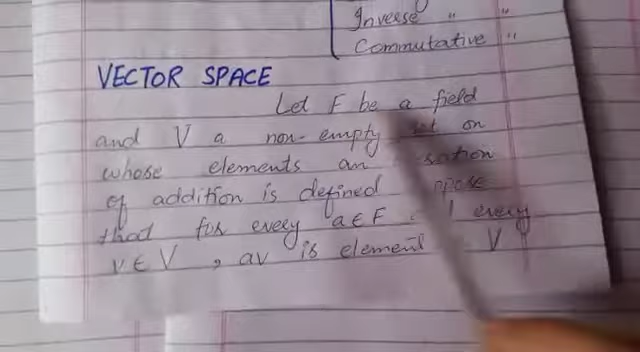 Inverse " "
Commutative "
VECTOR SPACE
Let F be a field
and V a non-empty on
whose elements an
of addition is defined
that for every a ∈ F every
v ∈ V , av is element V